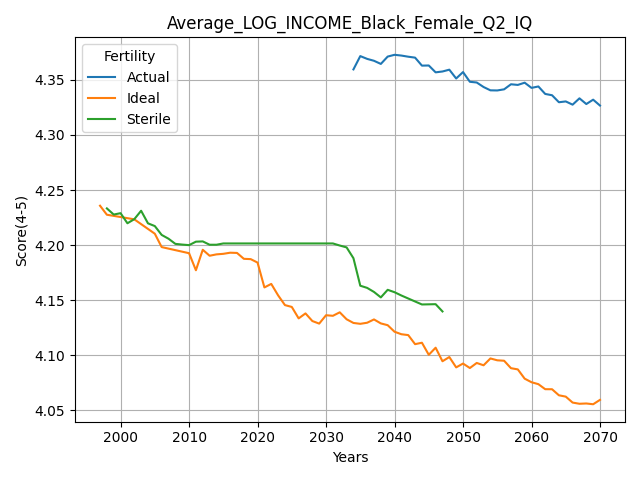 Average_LOG_INCOME_Black_Female_Q2_IQ
Fertility
Actual
Ideal
Sterile
Score(4-5)
4.35
4.30
4.25
4.20
4.15
4.10
4.05
2000 2010 2020 2030 2040 2050 2060 2070
Years